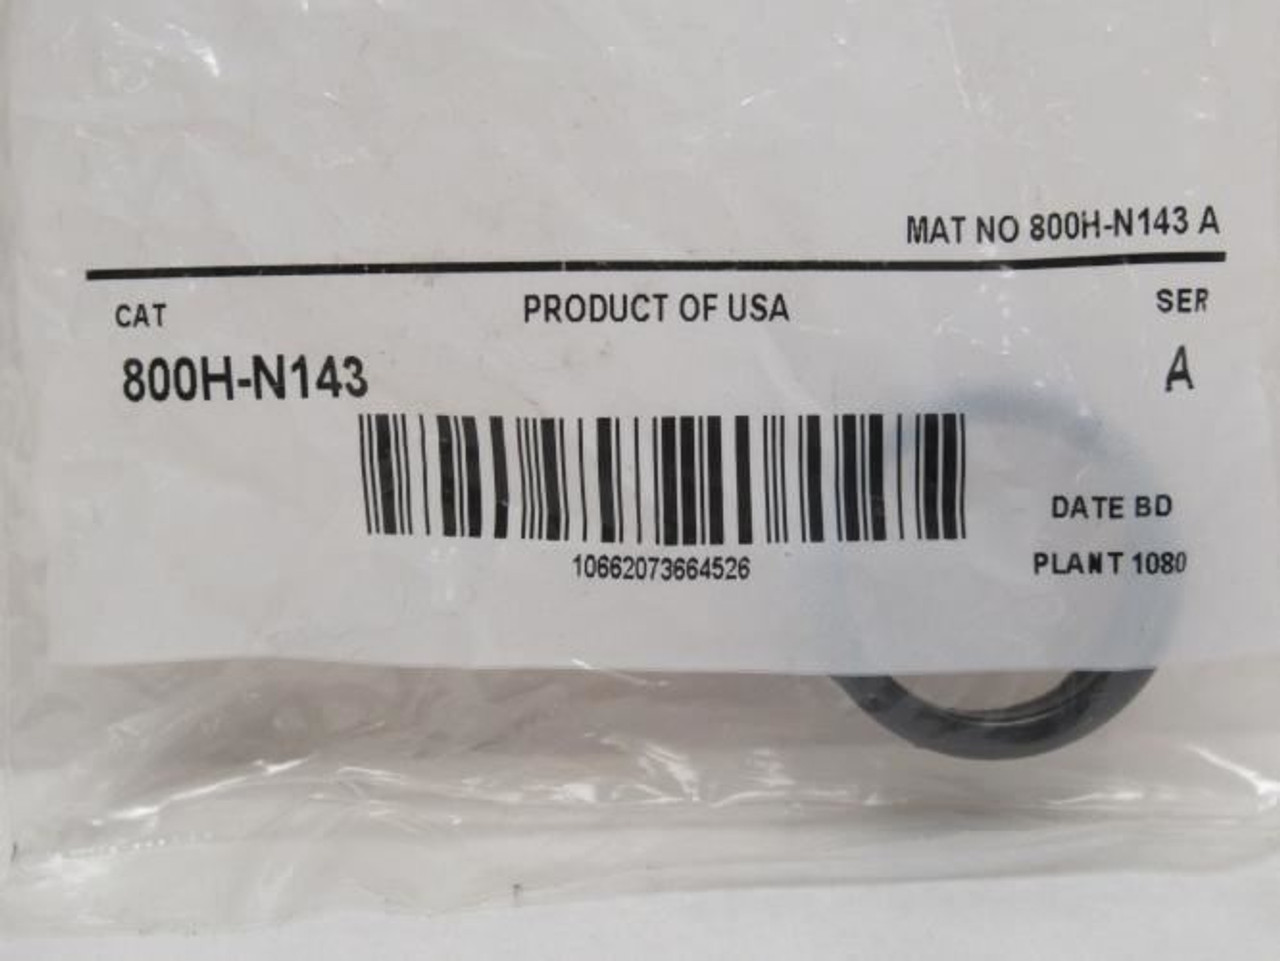 MAT NO 800H-N143 A
CAT
PRODUCT OF USA
SER
800H-N143
A
DATE BD
10662073664526
PLANT 1080